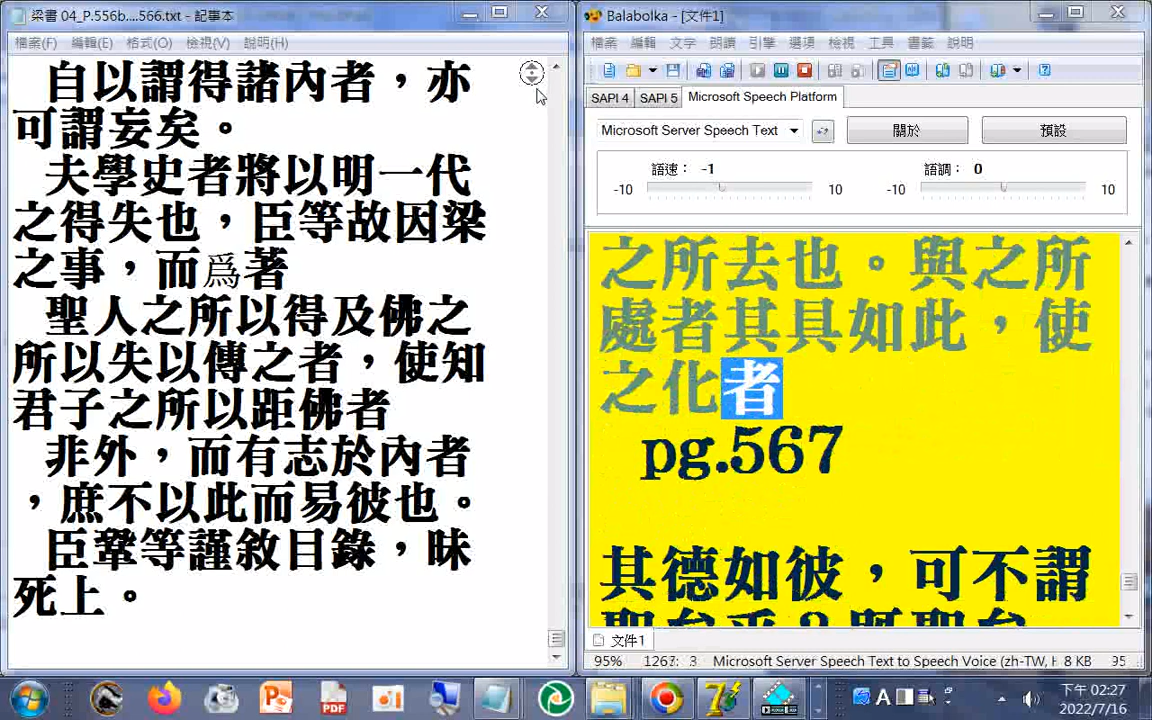 梁書 04_P.556b....566.txt - 記事本
檔案(F) 編輯(E) 格式(O) 檢視(V) 說明(H)
自以謂得諸內者，亦
可謂妄矣。
夫學史者將以明一代
之得失也，臣等故因梁
之事，而爲著
聖人之所以得及佛之
所以失以傳之者，使知
君子之所以距佛者
非外，而有志於內者
，庶不以此而易彼也。
臣鞏等謹敘目錄，昧
死上。
Balabolka - [文件1]
檔案 編輯 文字 朗讀 引擎 選項 檢視 工具 書籤 說明
SAPI 4 SAPI 5 Microsoft Speech Platform
Microsoft Server Speech Text 關於 預設
語速： -1 語調： 0
-10 10 -10 10
之所去也。與之所
處者其具如此，使
之化者
pg.567
其德如彼，可不謂
聖矣乎？既聖矣
文件1
95% 1267: 3 Microsoft Server Speech Text to Speech Voice (zh-TW, H 8 KB 95
PDF
A
下午 02:27
2022/7/16